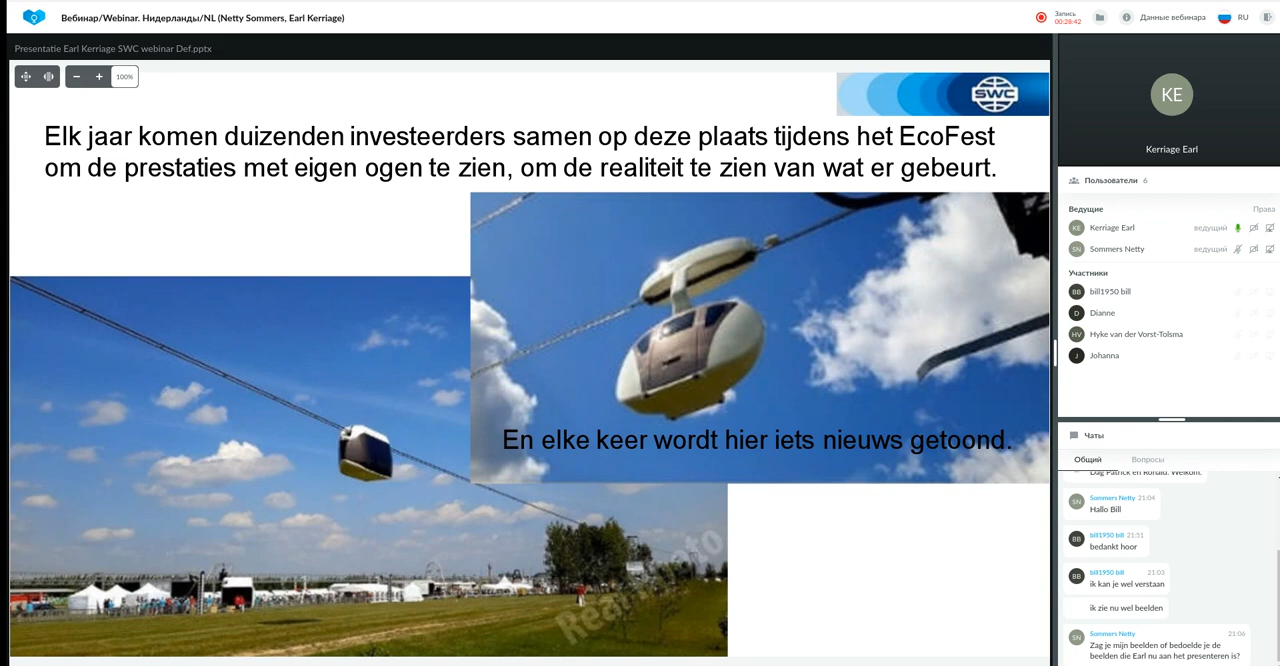 Вебинар/Webinar. Нидерланды/NL (Netty Sommers, Earl Kerriage)
Запись
00:28:42
Данные вебинара
RU
Presentatie Earl Kerriage SWC webinar Def.pptx
100%
SWC
Elk jaar komen duizenden investeerders samen op deze plaats tijdens het EcoFest
om de prestaties met eigen ogen te zien, om de realiteit te zien van wat er gebeurt.
En elke keer wordt hier iets nieuws getoond.
KE
Kerriage Earl
Пользователи 6
Ведущие Права
KE Kerriage Earl ведущий
SN Sommers Netty ведущий
Участники
BB bill1950 bill
D Dianne
HV Hyke van der Vorst-Tolsma
J Johanna
Чаты
Общий Вопросы
Dag Patrick en Ronald. Welkom.
SN Sommers Netty 21:04
Hallo Bill
BB bill1950 bill 21:51
bedankt hoor
BB bill1950 bill 21:03
ik kan je wel verstaan
ik zie nu wel beelden
SN Sommers Netty 21:06
Zag je mijn beelden of bedoelde je de
beelden die Earl nu aan het presenteren is?